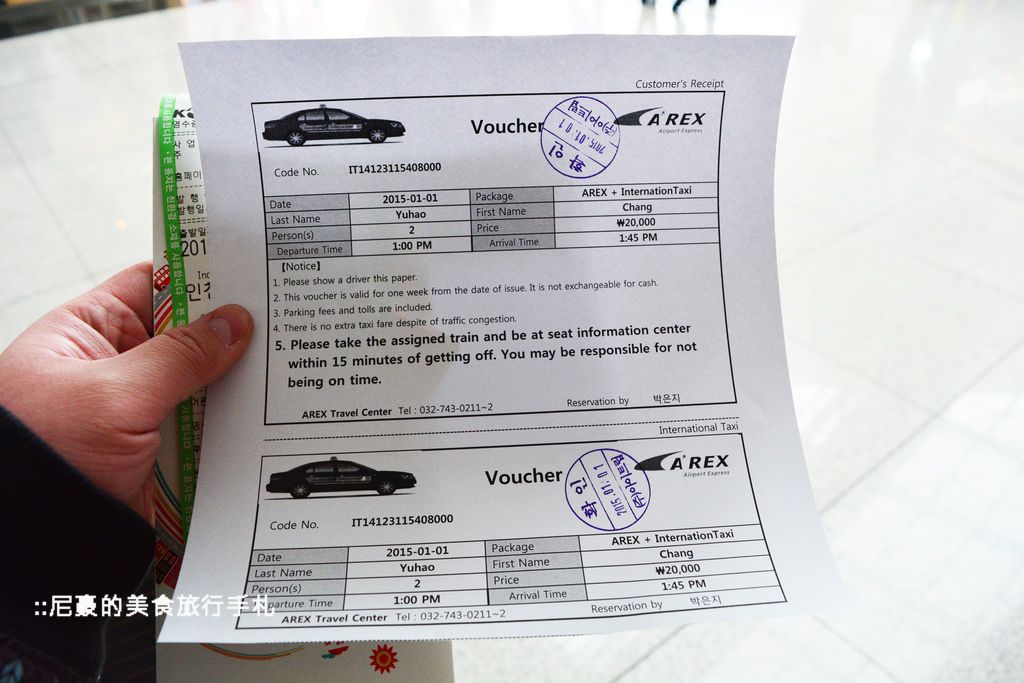 Customer's Receipt
Voucher
A'REX
Airport Express
확인
2015.01.01
Code No. IT14123115408000
Date 2015-01-01 Package AREX + InternationTaxi
Last Name Yuhao First Name Chang
Person(s) 2 Price ₩20,000
Departure Time 1:00 PM Arrival Time 1:45 PM
[Notice]
1. Please show a driver this paper.
2. This voucher is valid for one week from the date of issue. It is not exchangeable for cash.
3. Parking fees and tolls are included.
4. There is no extra taxi fare despite of traffic congestion.
5. Please take the assigned train and be at seat information center
within 15 minutes of getting off. You may be responsible for not
being on time.
AREX Travel Center Tel : 032-743-0211~2 Reservation by 박은지
International Taxi
Voucher
A'REX
Airport Express
확인
2015.01.01
Code No. IT14123115408000
Date 2015-01-01 Package AREX + InternationTaxi
Last Name Yuhao First Name Chang
Person(s) 2 Price ₩20,000
Departure Time 1:00 PM Arrival Time 1:45 PM
AREX Travel Center Tel : 032-743-0211~2 Reservation by 박은지
::尼豪的美食旅行手札